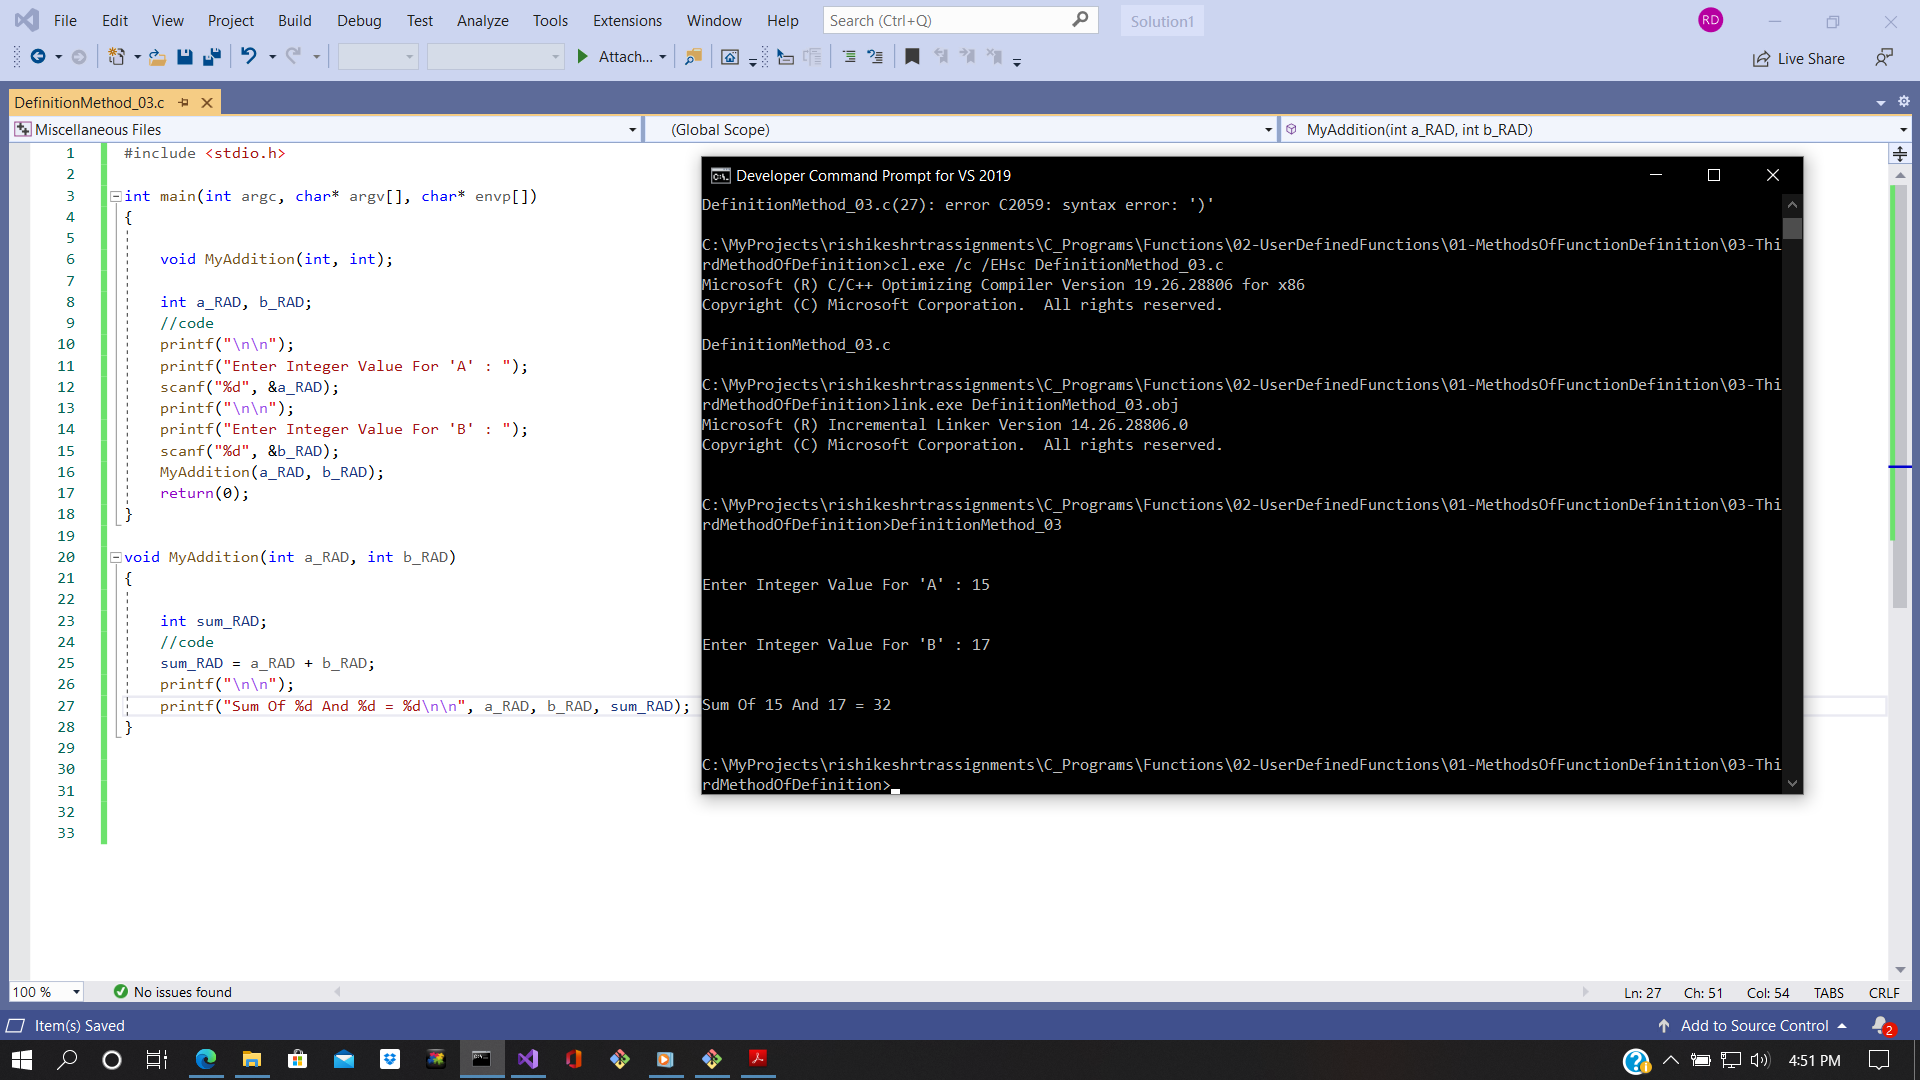 File Edit View Project Build Debug Test Analyze Tools Extensions Window Help Search (Ctrl+Q) Solution1 RD
Attach... Live Share
DefinitionMethod_03.c
Miscellaneous Files (Global Scope) MyAddition(int a_RAD, int b_RAD)
1 #include <stdio.h>
2
3 int main(int argc, char* argv[], char* envp[])
4 {
5
6 void MyAddition(int, int);
7
8 int a_RAD, b_RAD;
9 //code
10 printf("\n\n");
11 printf("Enter Integer Value For 'A' : ");
12 scanf("%d", &a_RAD);
13 printf("\n\n");
14 printf("Enter Integer Value For 'B' : ");
15 scanf("%d", &b_RAD);
16 MyAddition(a_RAD, b_RAD);
17 return(0);
18 }
19
20 void MyAddition(int a_RAD, int b_RAD)
21 {
22
23 int sum_RAD;
24 //code
25 sum_RAD = a_RAD + b_RAD;
26 printf("\n\n");
27 printf("Sum Of %d And %d = %d\n\n", a_RAD, b_RAD, sum_RAD);
28 }
29
30
31
32
33
Developer Command Prompt for VS 2019
DefinitionMethod_03.c(27): error C2059: syntax error: ')'
C:\MyProjects\rishikeshrtrassignments\C_Programs\Functions\02-UserDefinedFunctions\01-MethodsOfFunctionDefinition\03-Thi
rdMethodOfDefinition>cl.exe /c /EHsc DefinitionMethod_03.c
Microsoft (R) C/C++ Optimizing Compiler Version 19.26.28806 for x86
Copyright (C) Microsoft Corporation.  All rights reserved.
DefinitionMethod_03.c
C:\MyProjects\rishikeshrtrassignments\C_Programs\Functions\02-UserDefinedFunctions\01-MethodsOfFunctionDefinition\03-Thi
rdMethodOfDefinition>link.exe DefinitionMethod_03.obj
Microsoft (R) Incremental Linker Version 14.26.28806.0
Copyright (C) Microsoft Corporation.  All rights reserved.
C:\MyProjects\rishikeshrtrassignments\C_Programs\Functions\02-UserDefinedFunctions\01-MethodsOfFunctionDefinition\03-Thi
rdMethodOfDefinition>DefinitionMethod_03
Enter Integer Value For 'A' : 15
Enter Integer Value For 'B' : 17
Sum Of 15 And 17 = 32
C:\MyProjects\rishikeshrtrassignments\C_Programs\Functions\02-UserDefinedFunctions\01-MethodsOfFunctionDefinition\03-Thi
rdMethodOfDefinition>
100 % No issues found Ln: 27 Ch: 51 Col: 54 TABS CRLF
Item(s) Saved Add to Source Control 2
4:51 PM